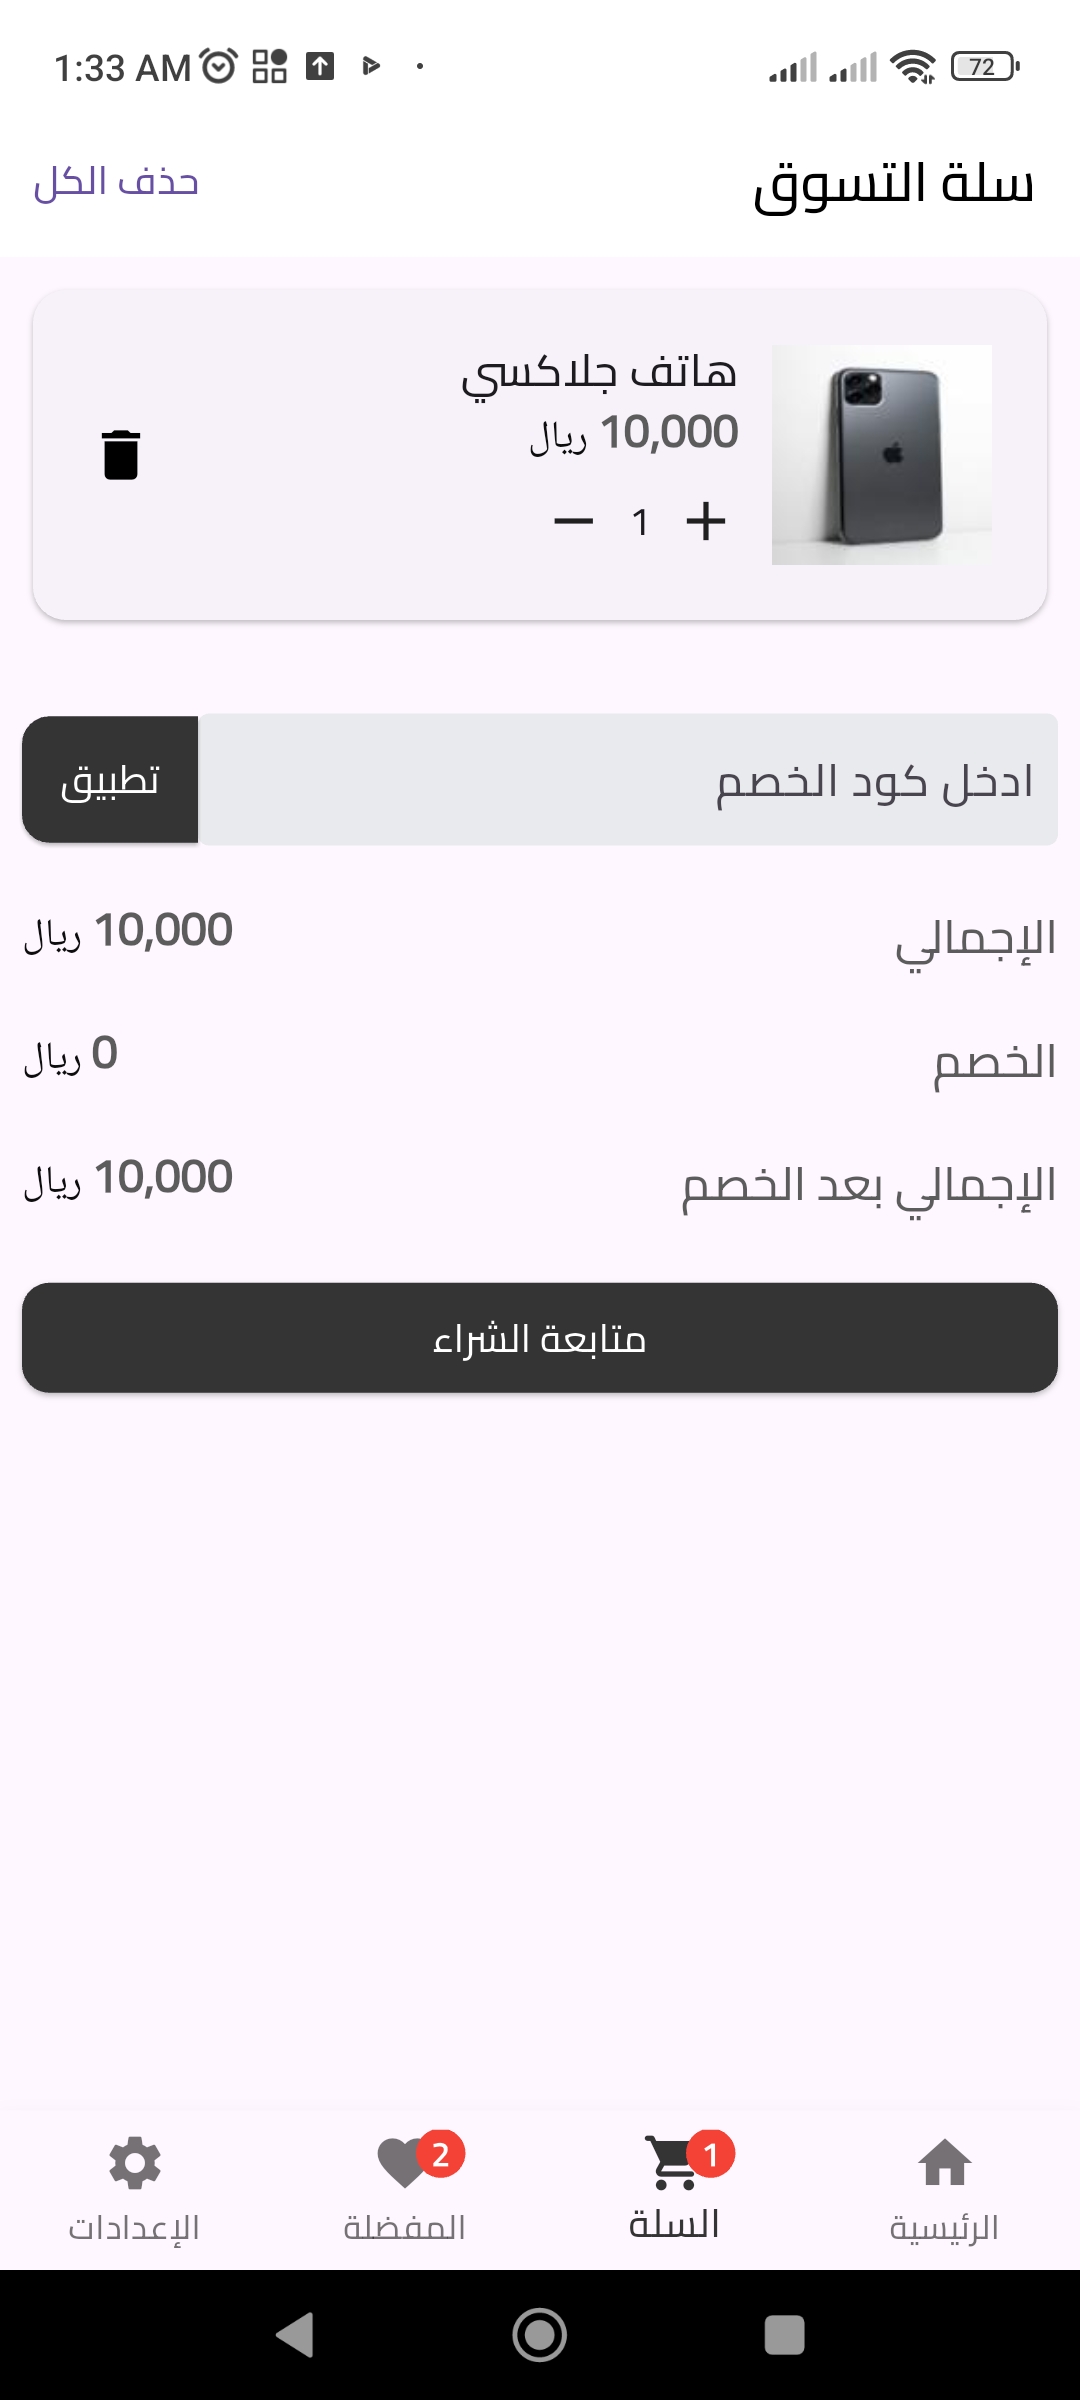 1:33 AM
72
سلة التسوق
حذف الكل
هاتف جلاكسي
10,000 ريال
1
ادخل كود الخصم
تطبيق
الإجمالي
10,000 ريال
الخصم
0 ريال
الإجمالي بعد الخصم
10,000 ريال
متابعة الشراء
1
2
الرئيسية
السلة
المفضلة
الإعدادات